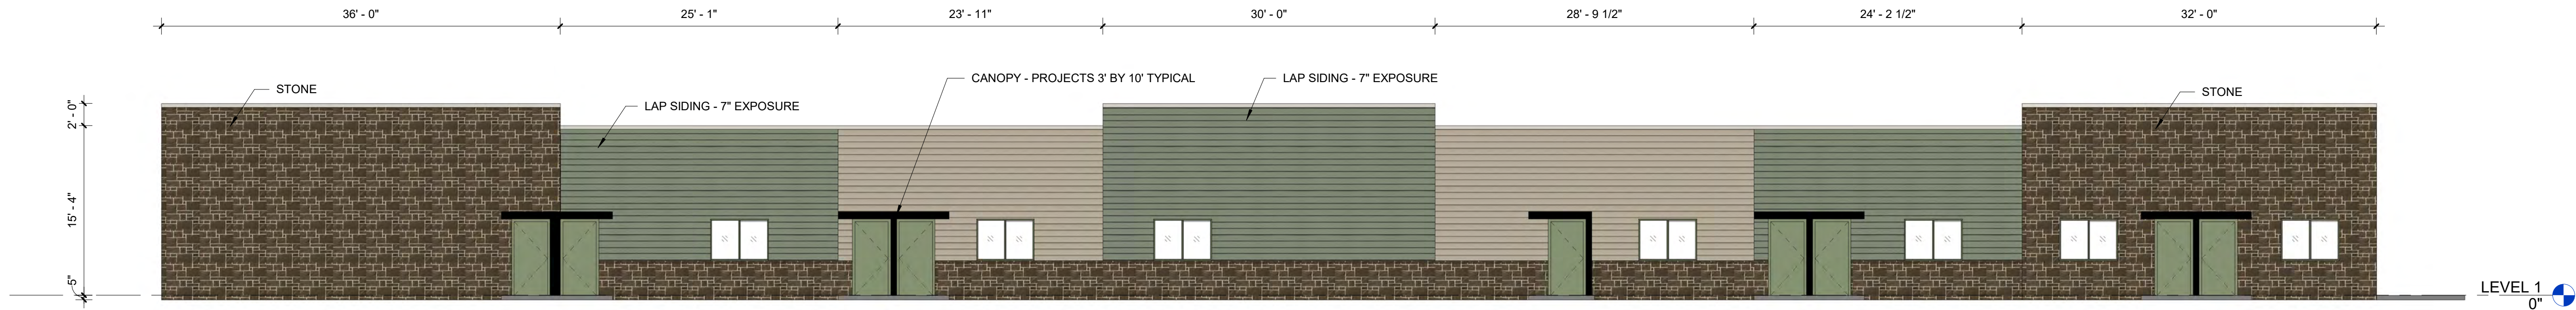 36' - 0"
25' - 1"
23' - 11"
30' - 0"
28' - 9 1/2"
24' - 2 1/2"
32' - 0"
CANOPY - PROJECTS 3' BY 10' TYPICAL
LAP SIDING - 7" EXPOSURE
STONE
STONE
LAP SIDING - 7" EXPOSURE
2' - 0"
15' - 4"
5"
LEVEL 1
0"